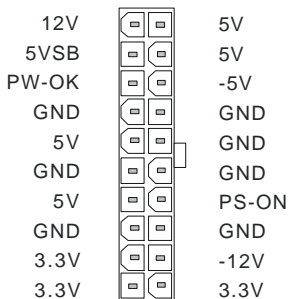 12V 5V
5VSB 5V
PW-OK -5V
GND GND
5V GND
GND GND
5V PS-ON
GND GND
3.3V -12V
3.3V 3.3V